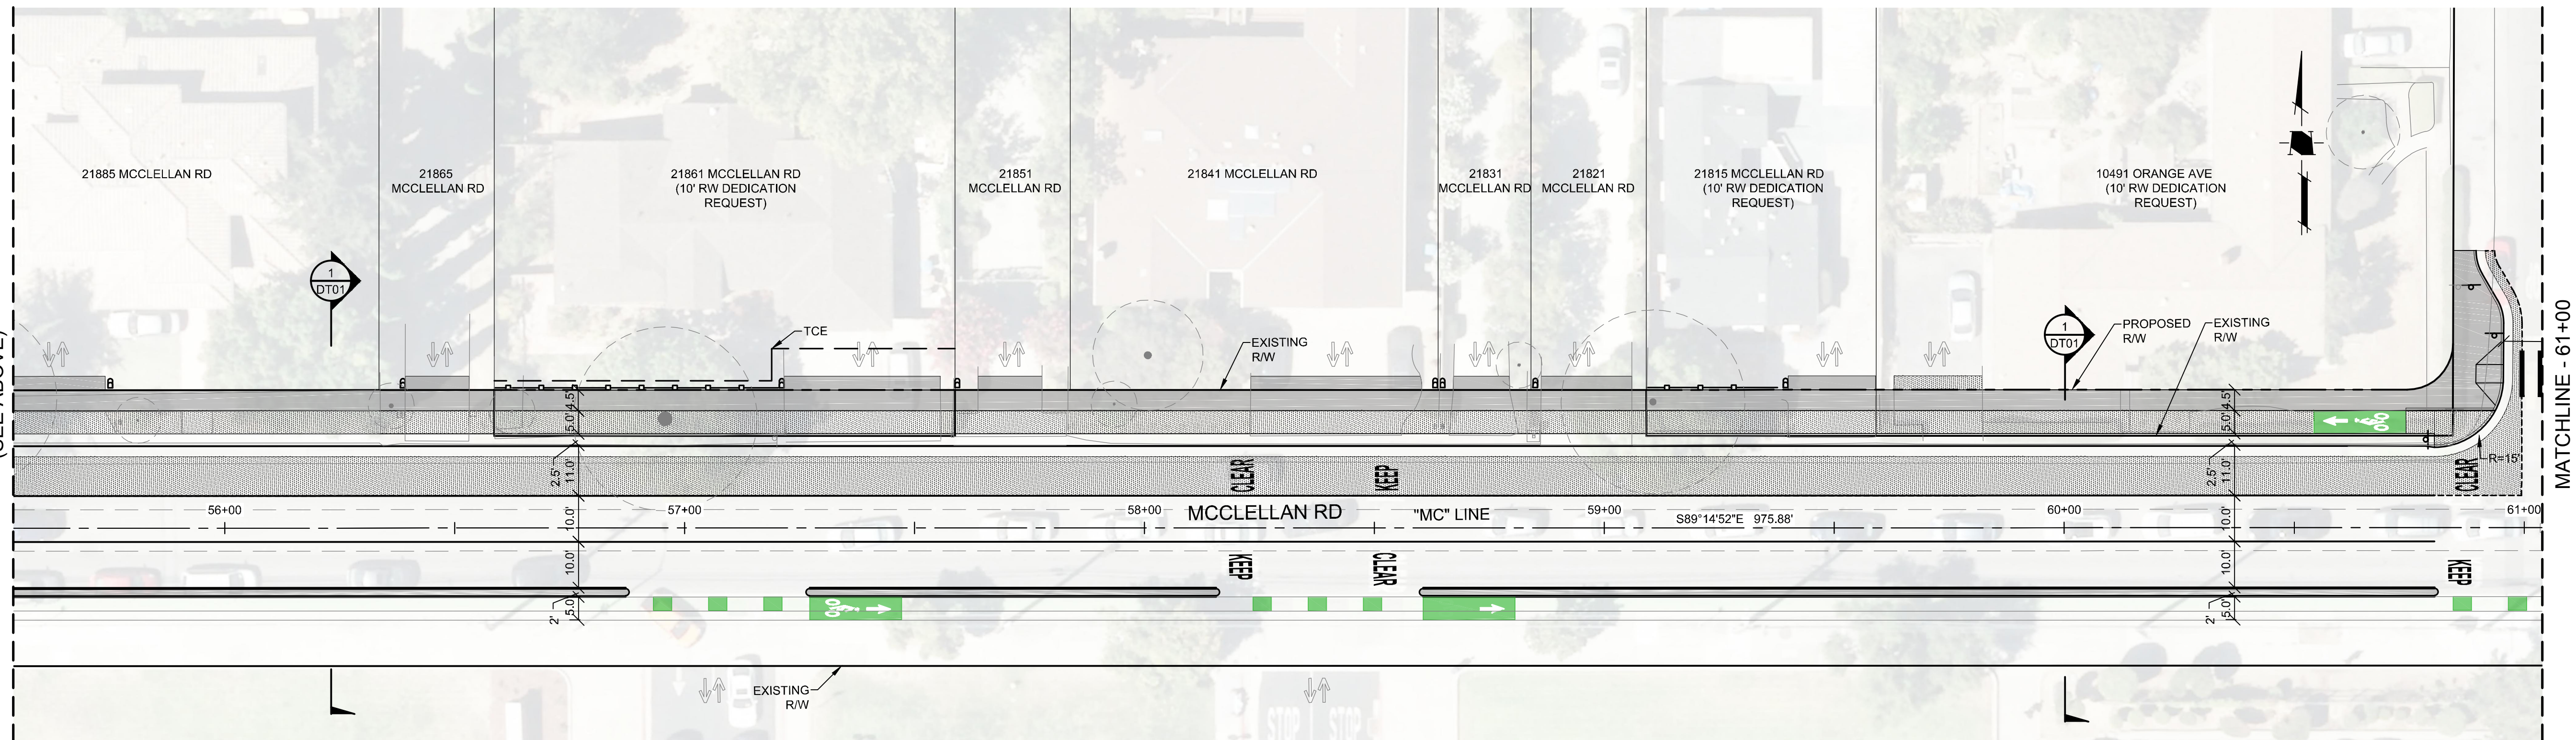 21885 MCCLELLAN RD
21865
MCCLELLAN RD
21861 MCCLELLAN RD
(10' RW DEDICATION
REQUEST)
21851
MCCLELLAN RD
21841 MCCLELLAN RD
21831
MCCLELLAN RD
21821
MCCLELLAN RD
21815 MCCLELLAN RD
(10' RW DEDICATION
REQUEST)
10491 ORANGE AVE
(10' RW DEDICATION
REQUEST)
1
DT01
TCE
EXISTING
R/W
1
DT01
PROPOSED
R/W
EXISTING
R/W
MATCHLINE - 61+00
4.5'
5.0'
2.5'
11.0'
10.0'
10.0'
5.0'
2'
4.5'
5.0'
2.5'
11.0'
10.0'
10.0'
5.0'
2'
R=15'
CLEAR
KEEP
CLEAR
56+00
57+00
58+00
MCCLELLAN RD
"MC" LINE
59+00
S89°14'52"E 975.88'
60+00
61+00
KEEP
CLEAR
KEEP
EXISTING
R/W
STOP
STOP